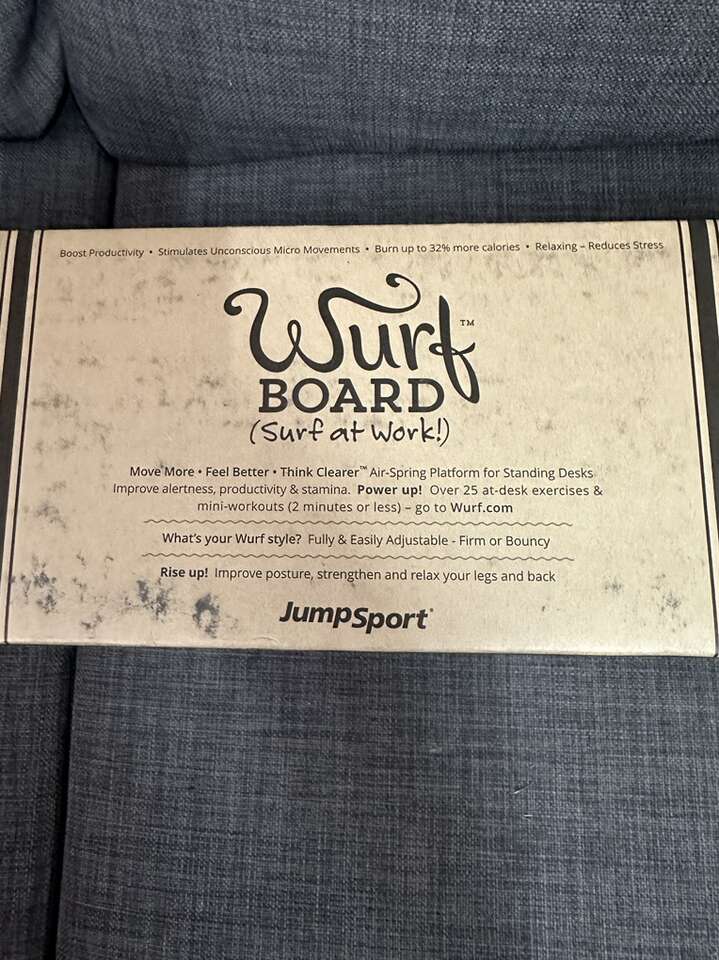 Boost Productivity • Stimulates Unconscious Micro Movements • Burn up to 32% more calories • Relaxing – Reduces Stress
Wurf™
BOARD
(Surf at Work!)
Move More • Feel Better • Think Clearer™ Air-Spring Platform for Standing Desks
Improve alertness, productivity & stamina. Power up! Over 25 at-desk exercises &
mini-workouts (2 minutes or less) – go to Wurf.com
What's your Wurf style? Fully & Easily Adjustable - Firm or Bouncy
Rise up! Improve posture, strengthen and relax your legs and back
JumpSport®